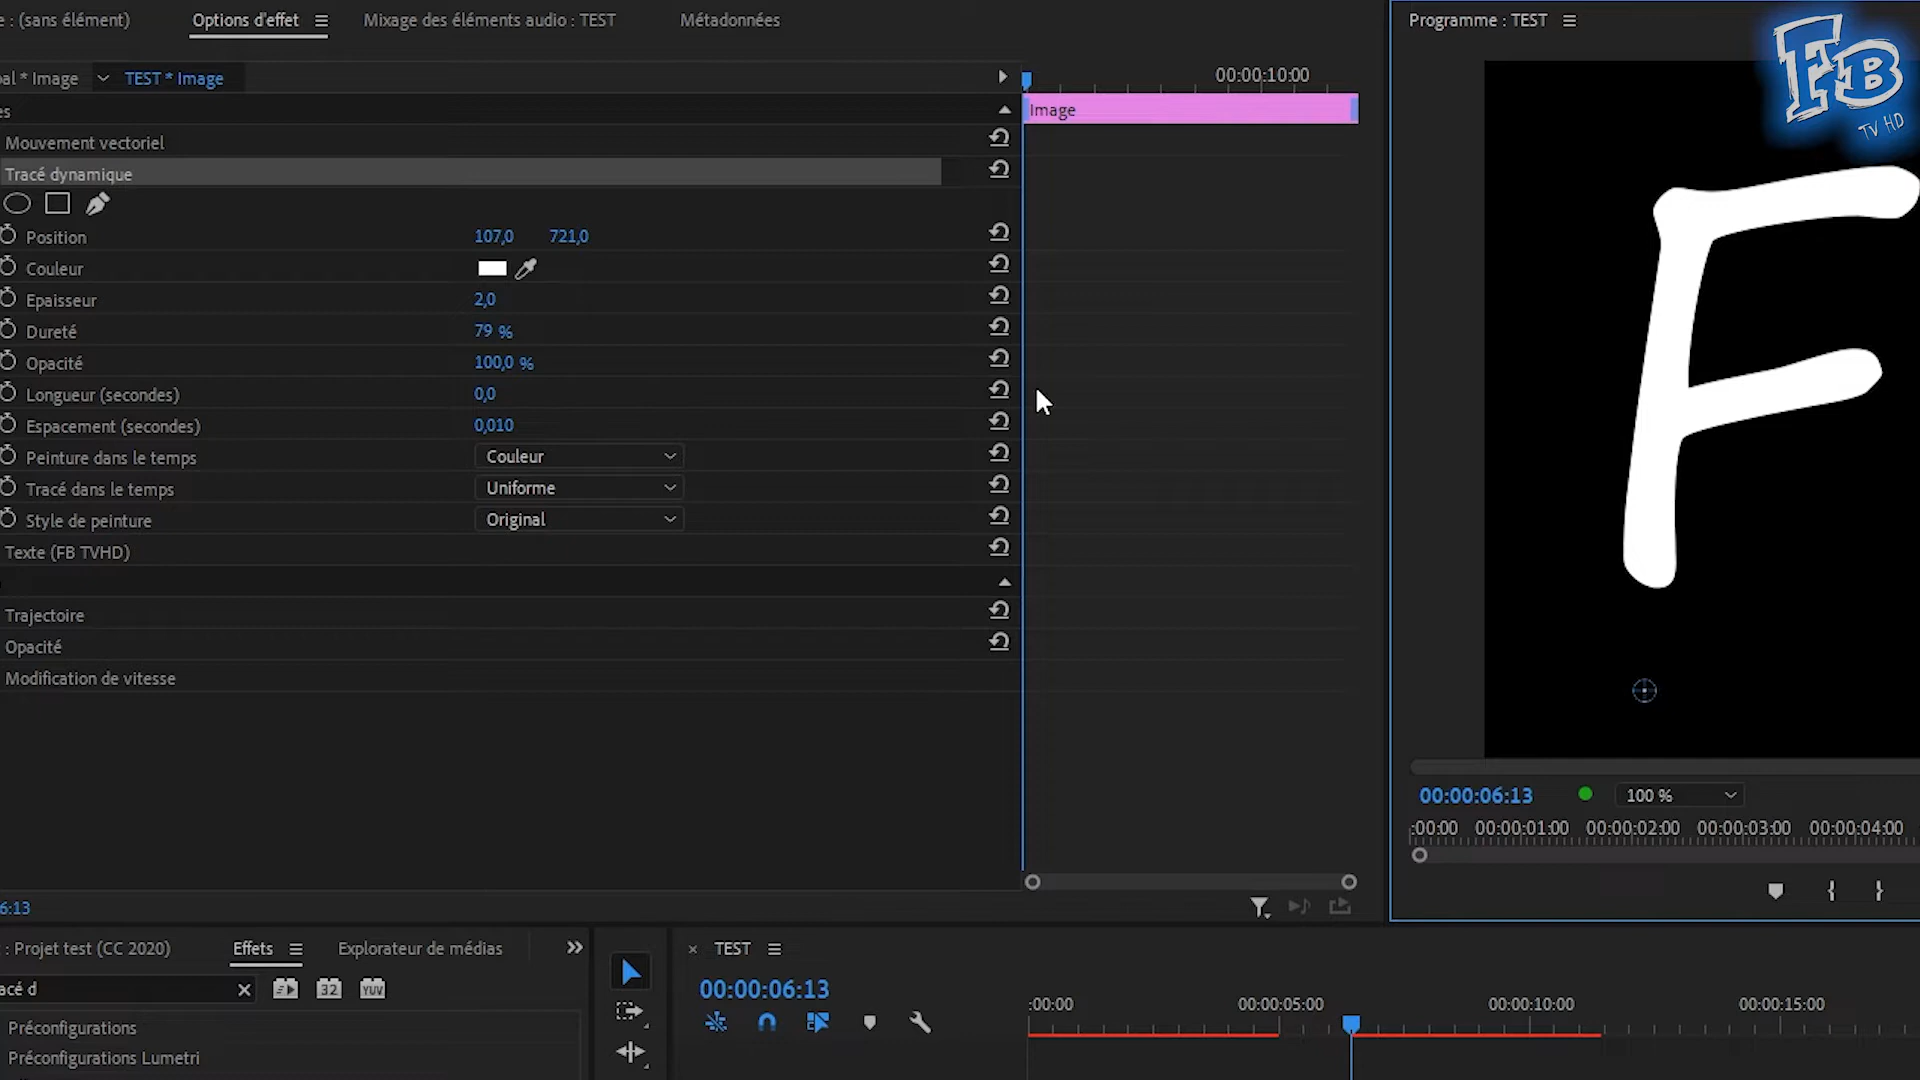 : (sans élément)
Options d'effet
Mixage des éléments audio : TEST
Métadonnées
Programme : TEST
FB
TV HD
al * Image
TEST * Image
00:00:10:00
es
Image
Mouvement vectoriel
Tracé dynamique
Position 107,0 721,0
Couleur
Epaisseur 2,0
Dureté 79 %
Opacité 100,0 %
Longueur (secondes) 0,0
Espacement (secondes) 0,010
Peinture dans le temps Couleur
Tracé dans le temps Uniforme
Style de peinture Original
Texte (FB TVHD)
Trajectoire
Opacité
Modification de vitesse
F
00:00:06:13
100 %
:00:00 00:00:01:00 00:00:02:00 00:00:03:00 00:00:04:00
6:13
: Projet test (CC 2020)
Effets
Explorateur de médias
TEST
acé d
32
YUV
00:00:06:13
:00:00 00:00:05:00 00:00:10:00 00:00:15:00
Préconfigurations
Préconfigurations Lumetri